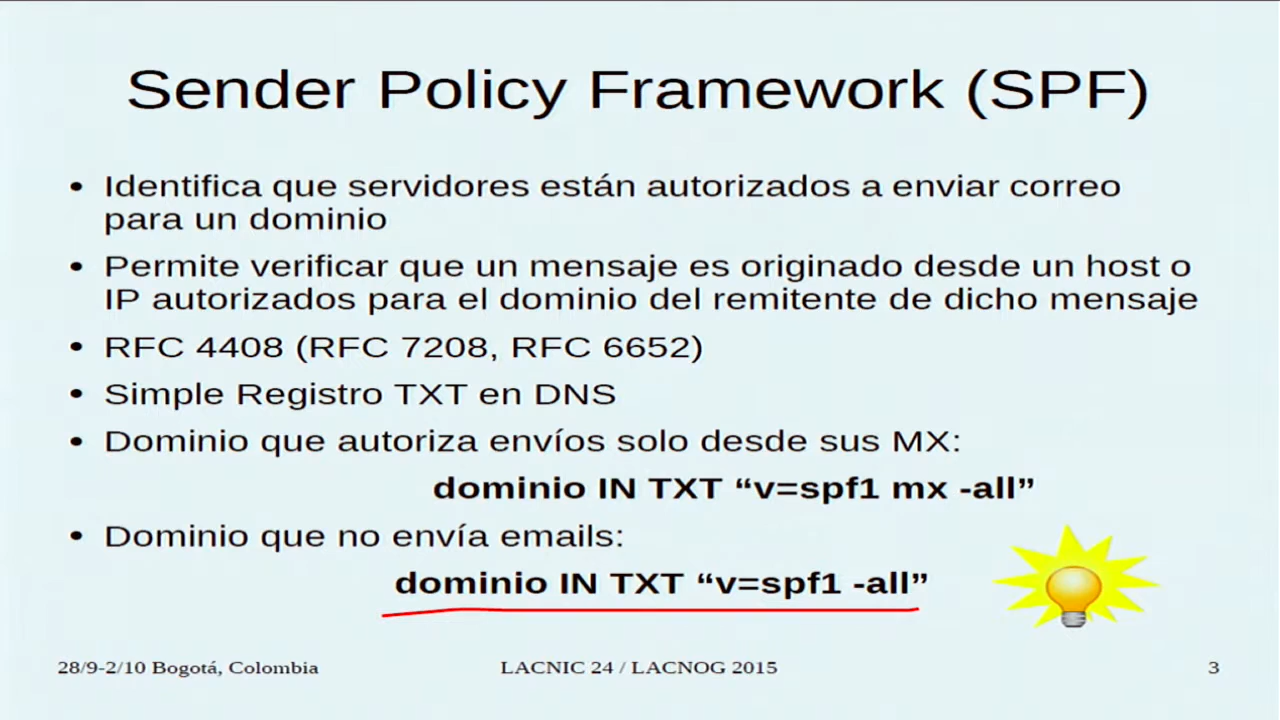 Sender Policy Framework (SPF)
• Identifica que servidores están autorizados a enviar correo
para un dominio
• Permite verificar que un mensaje es originado desde un host o
IP autorizados para el dominio del remitente de dicho mensaje
• RFC 4408 (RFC 7208, RFC 6652)
• Simple Registro TXT en DNS
• Dominio que autoriza envíos solo desde sus MX:
dominio IN TXT “v=spf1 mx -all”
• Dominio que no envía emails:
dominio IN TXT “v=spf1 -all”
28/9-2/10 Bogotá, Colombia LACNIC 24 / LACNOG 2015 3